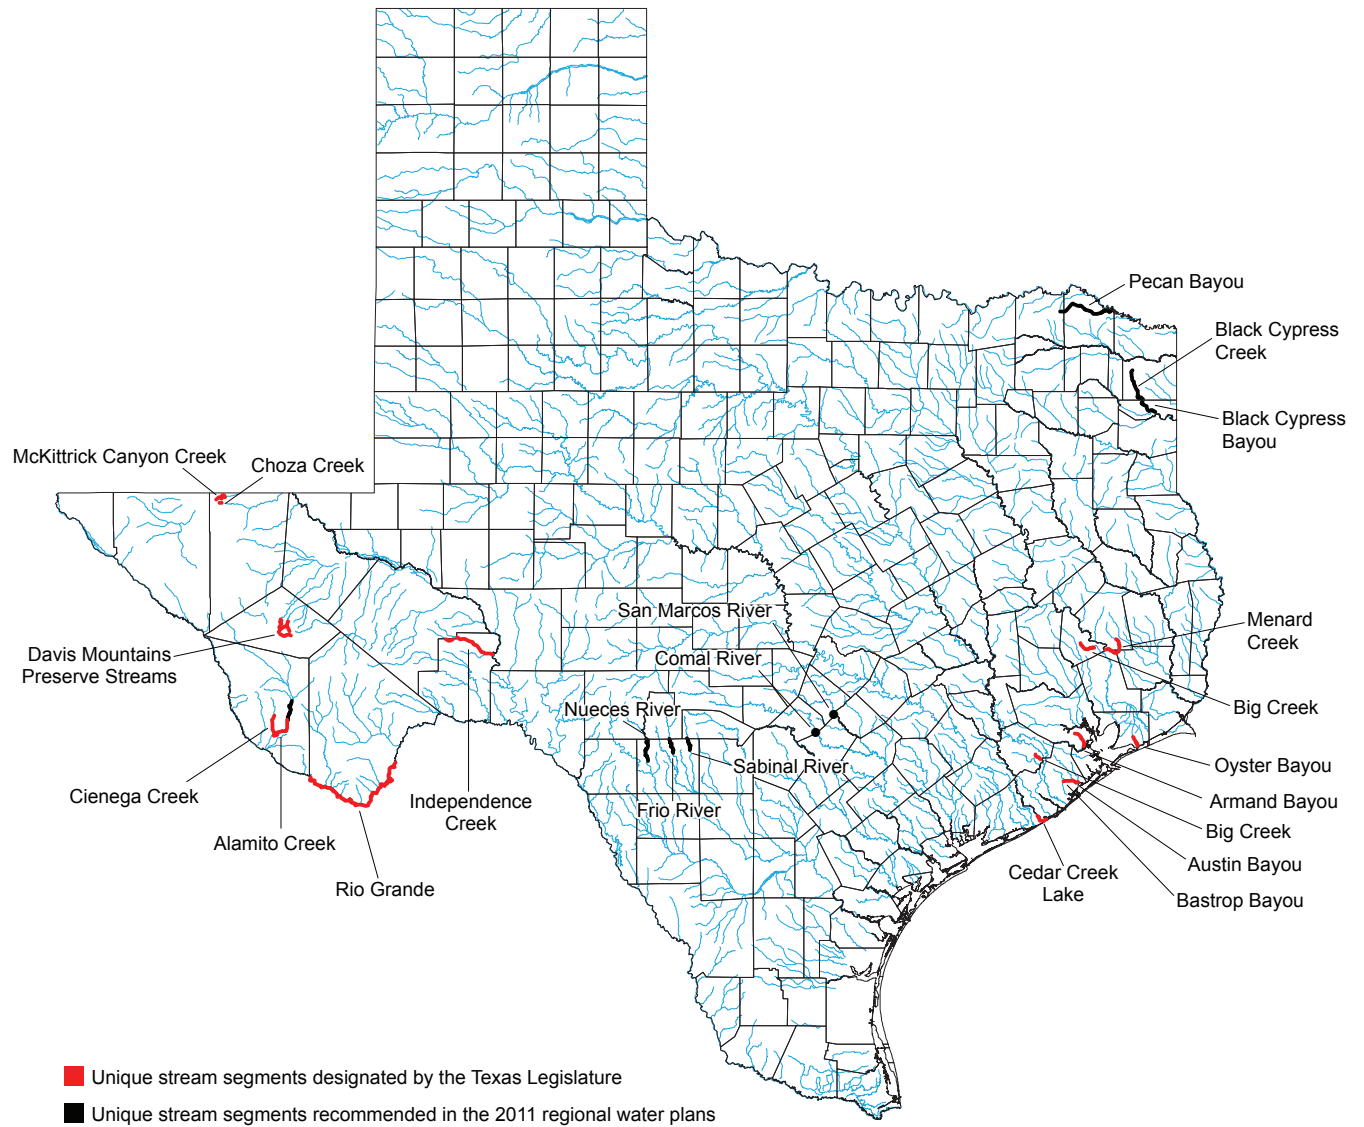 Pecan Bayou
Black Cypress
Creek
Black Cypress
Bayou
McKittrick Canyon Creek
Choza Creek
San Marcos River
Menard
Creek
Davis Mountains
Preserve Streams
Comal River
Nueces River
Big Creek
Sabinal River
Oyster Bayou
Cienega Creek
Independence
Creek
Frio River
Armand Bayou
Alamito Creek
Big Creek
Rio Grande
Cedar Creek
Lake
Austin Bayou
Bastrop Bayou
Unique stream segments designated by the Texas Legislature
Unique stream segments recommended in the 2011 regional water plans